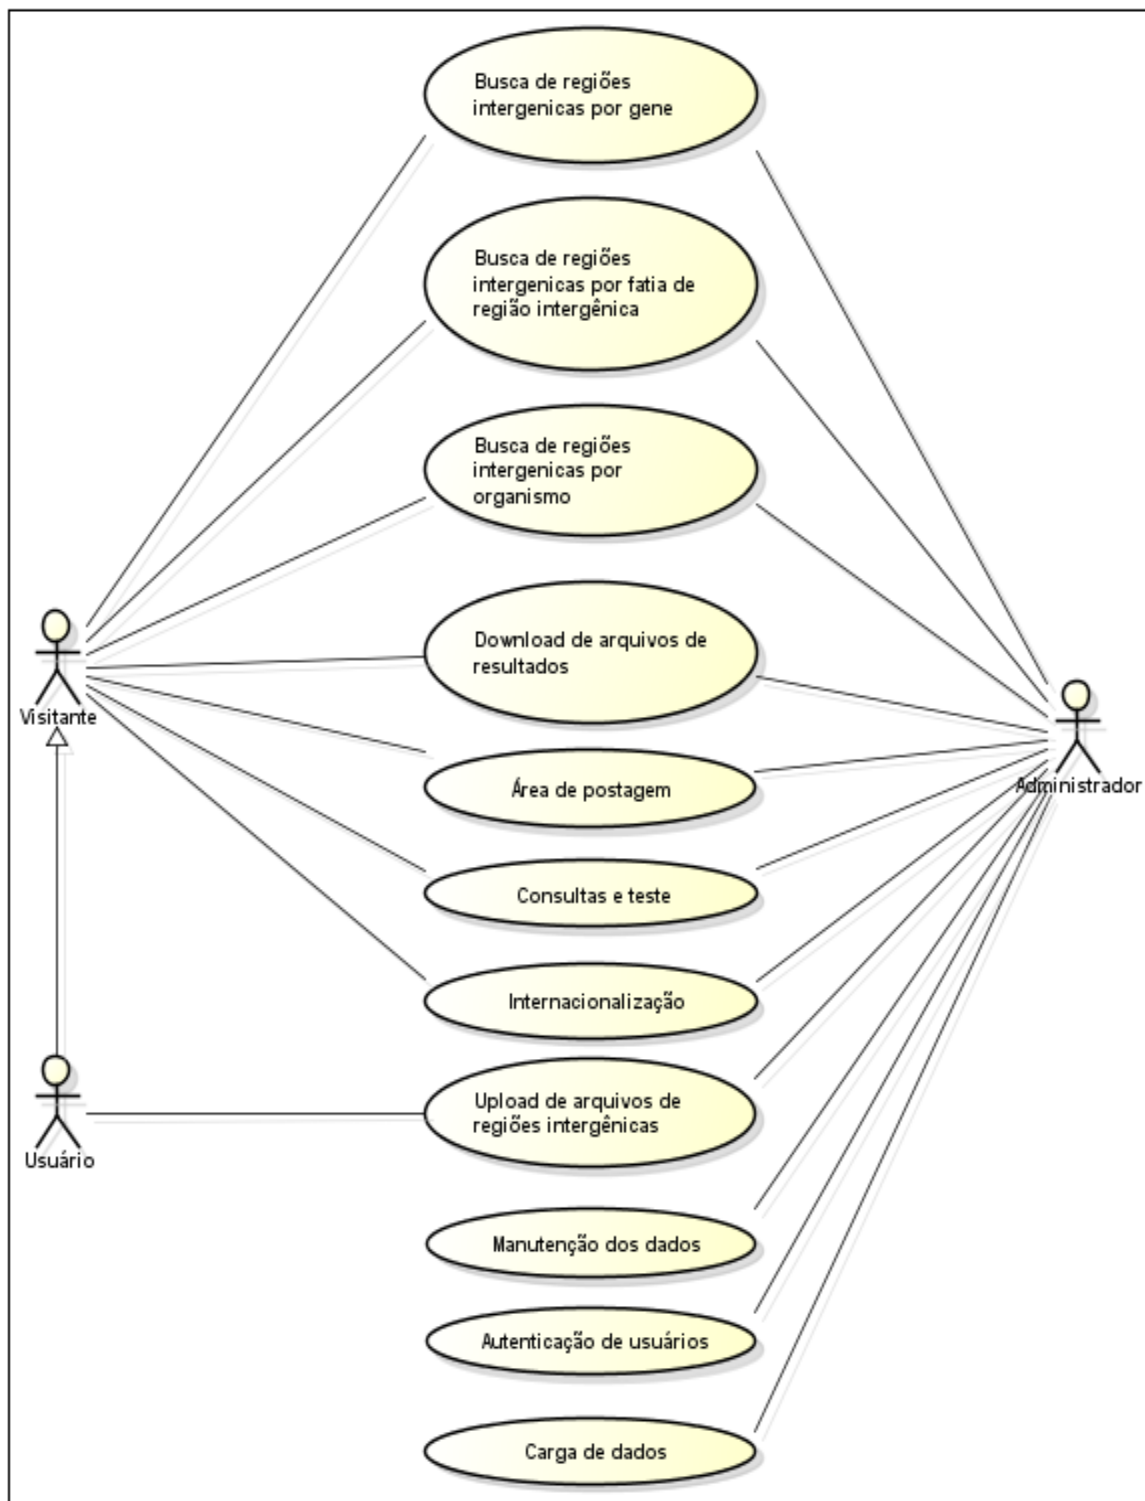 Busca de regiões
intergenicas por gene
Busca de regiões
intergenicas por fatia de
região intergênica
Busca de regiões
intergenicas por
organismo
Download de arquivos de
resultados
Visitante
Área de postagem
Administrador
Consultas e teste
Internacionalização
Upload de arquivos de
regiões intergênicas
Usuário
Manutenção dos dados
Autenticação de usuários
Carga de dados